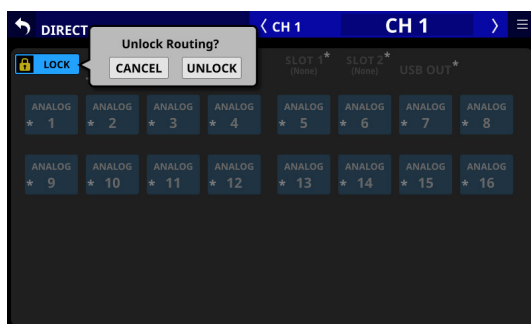 DIRECT
CH 1
CH 1
Unlock Routing?
LOCK
CANCEL
UNLOCK
SLOT 1*
(None)
SLOT 2*
(None)
USB OUT*
ANALOG
* 1
ANALOG
* 2
ANALOG
* 3
ANALOG
* 4
ANALOG
* 5
ANALOG
* 6
ANALOG
* 7
ANALOG
* 8
ANALOG
* 9
ANALOG
* 10
ANALOG
* 11
ANALOG
* 12
ANALOG
* 13
ANALOG
* 14
ANALOG
* 15
ANALOG
* 16